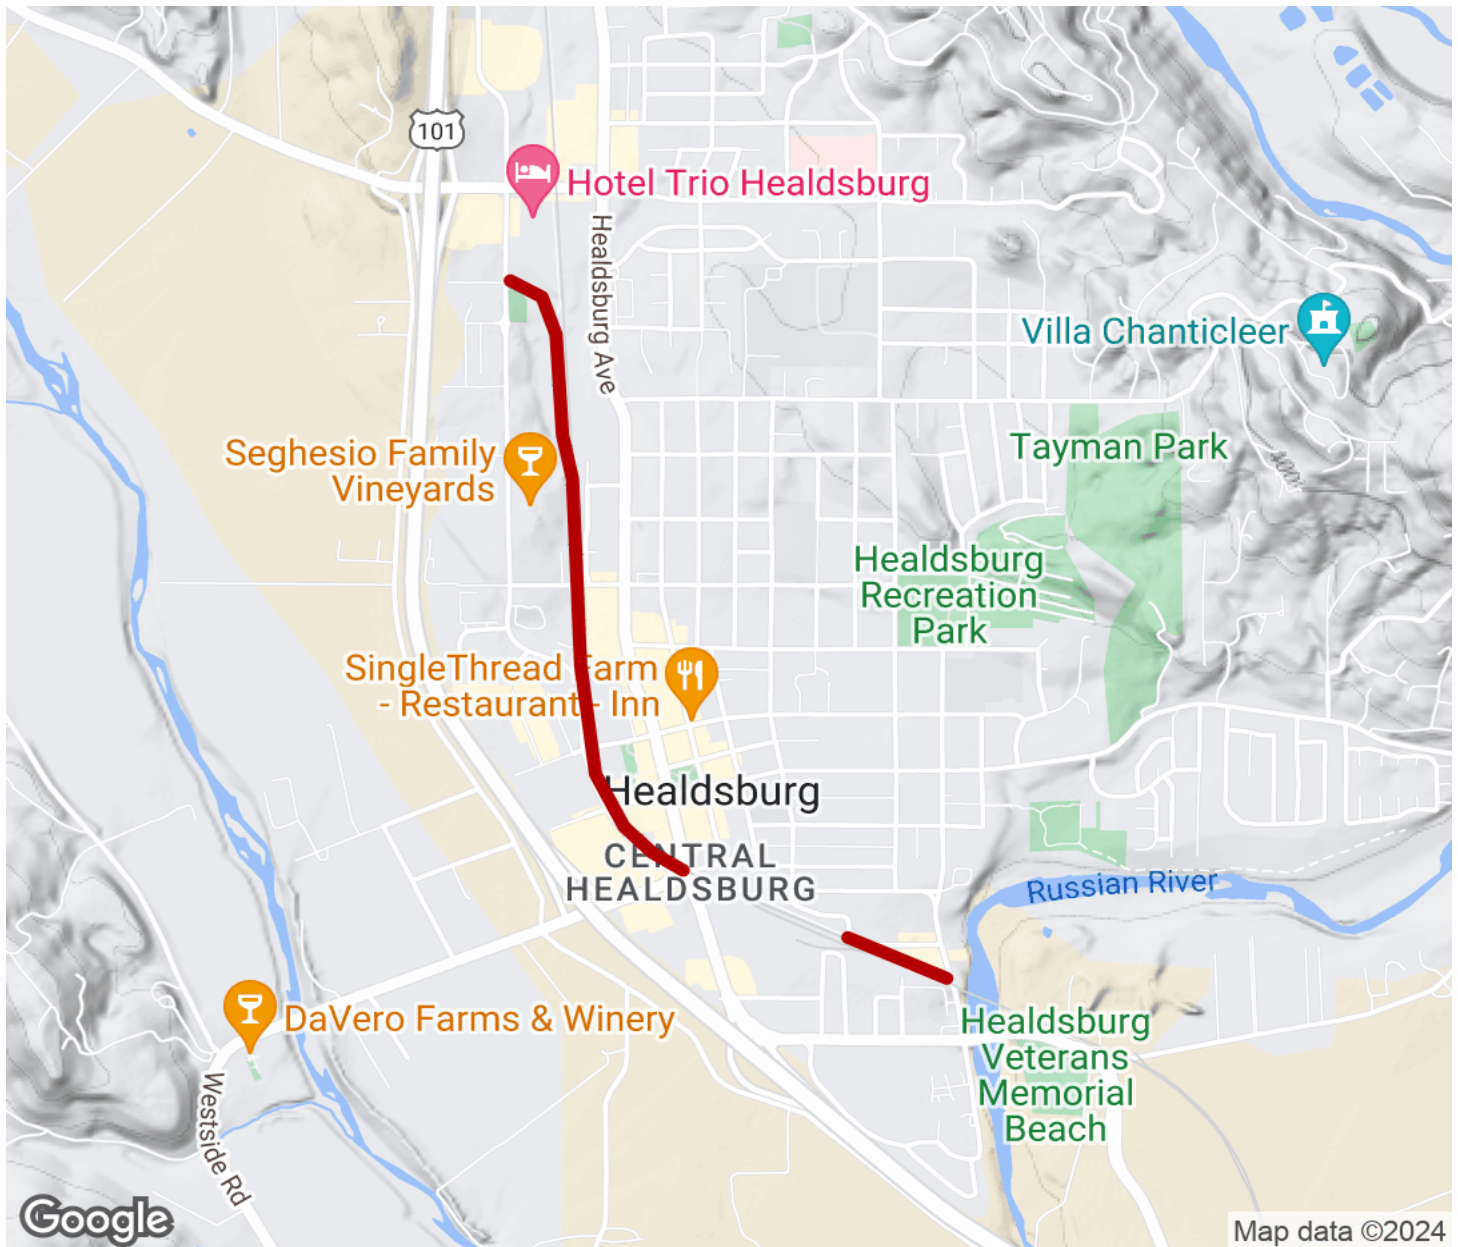 101
Hotel Trio Healdsburg
Healdsburg Ave
Villa Chanticleer
Seghesio Family
Vineyards
Tayman Park
Healdsburg
Recreation
Park
SingleThread Farm
- Restaurant - Inn
Healdsburg
CENTRAL
HEALDSBURG
Russian River
DaVero Farms & Winery
Healdsburg
Veterans
Memorial
Beach
Westside Rd
Google
Map data ©2024